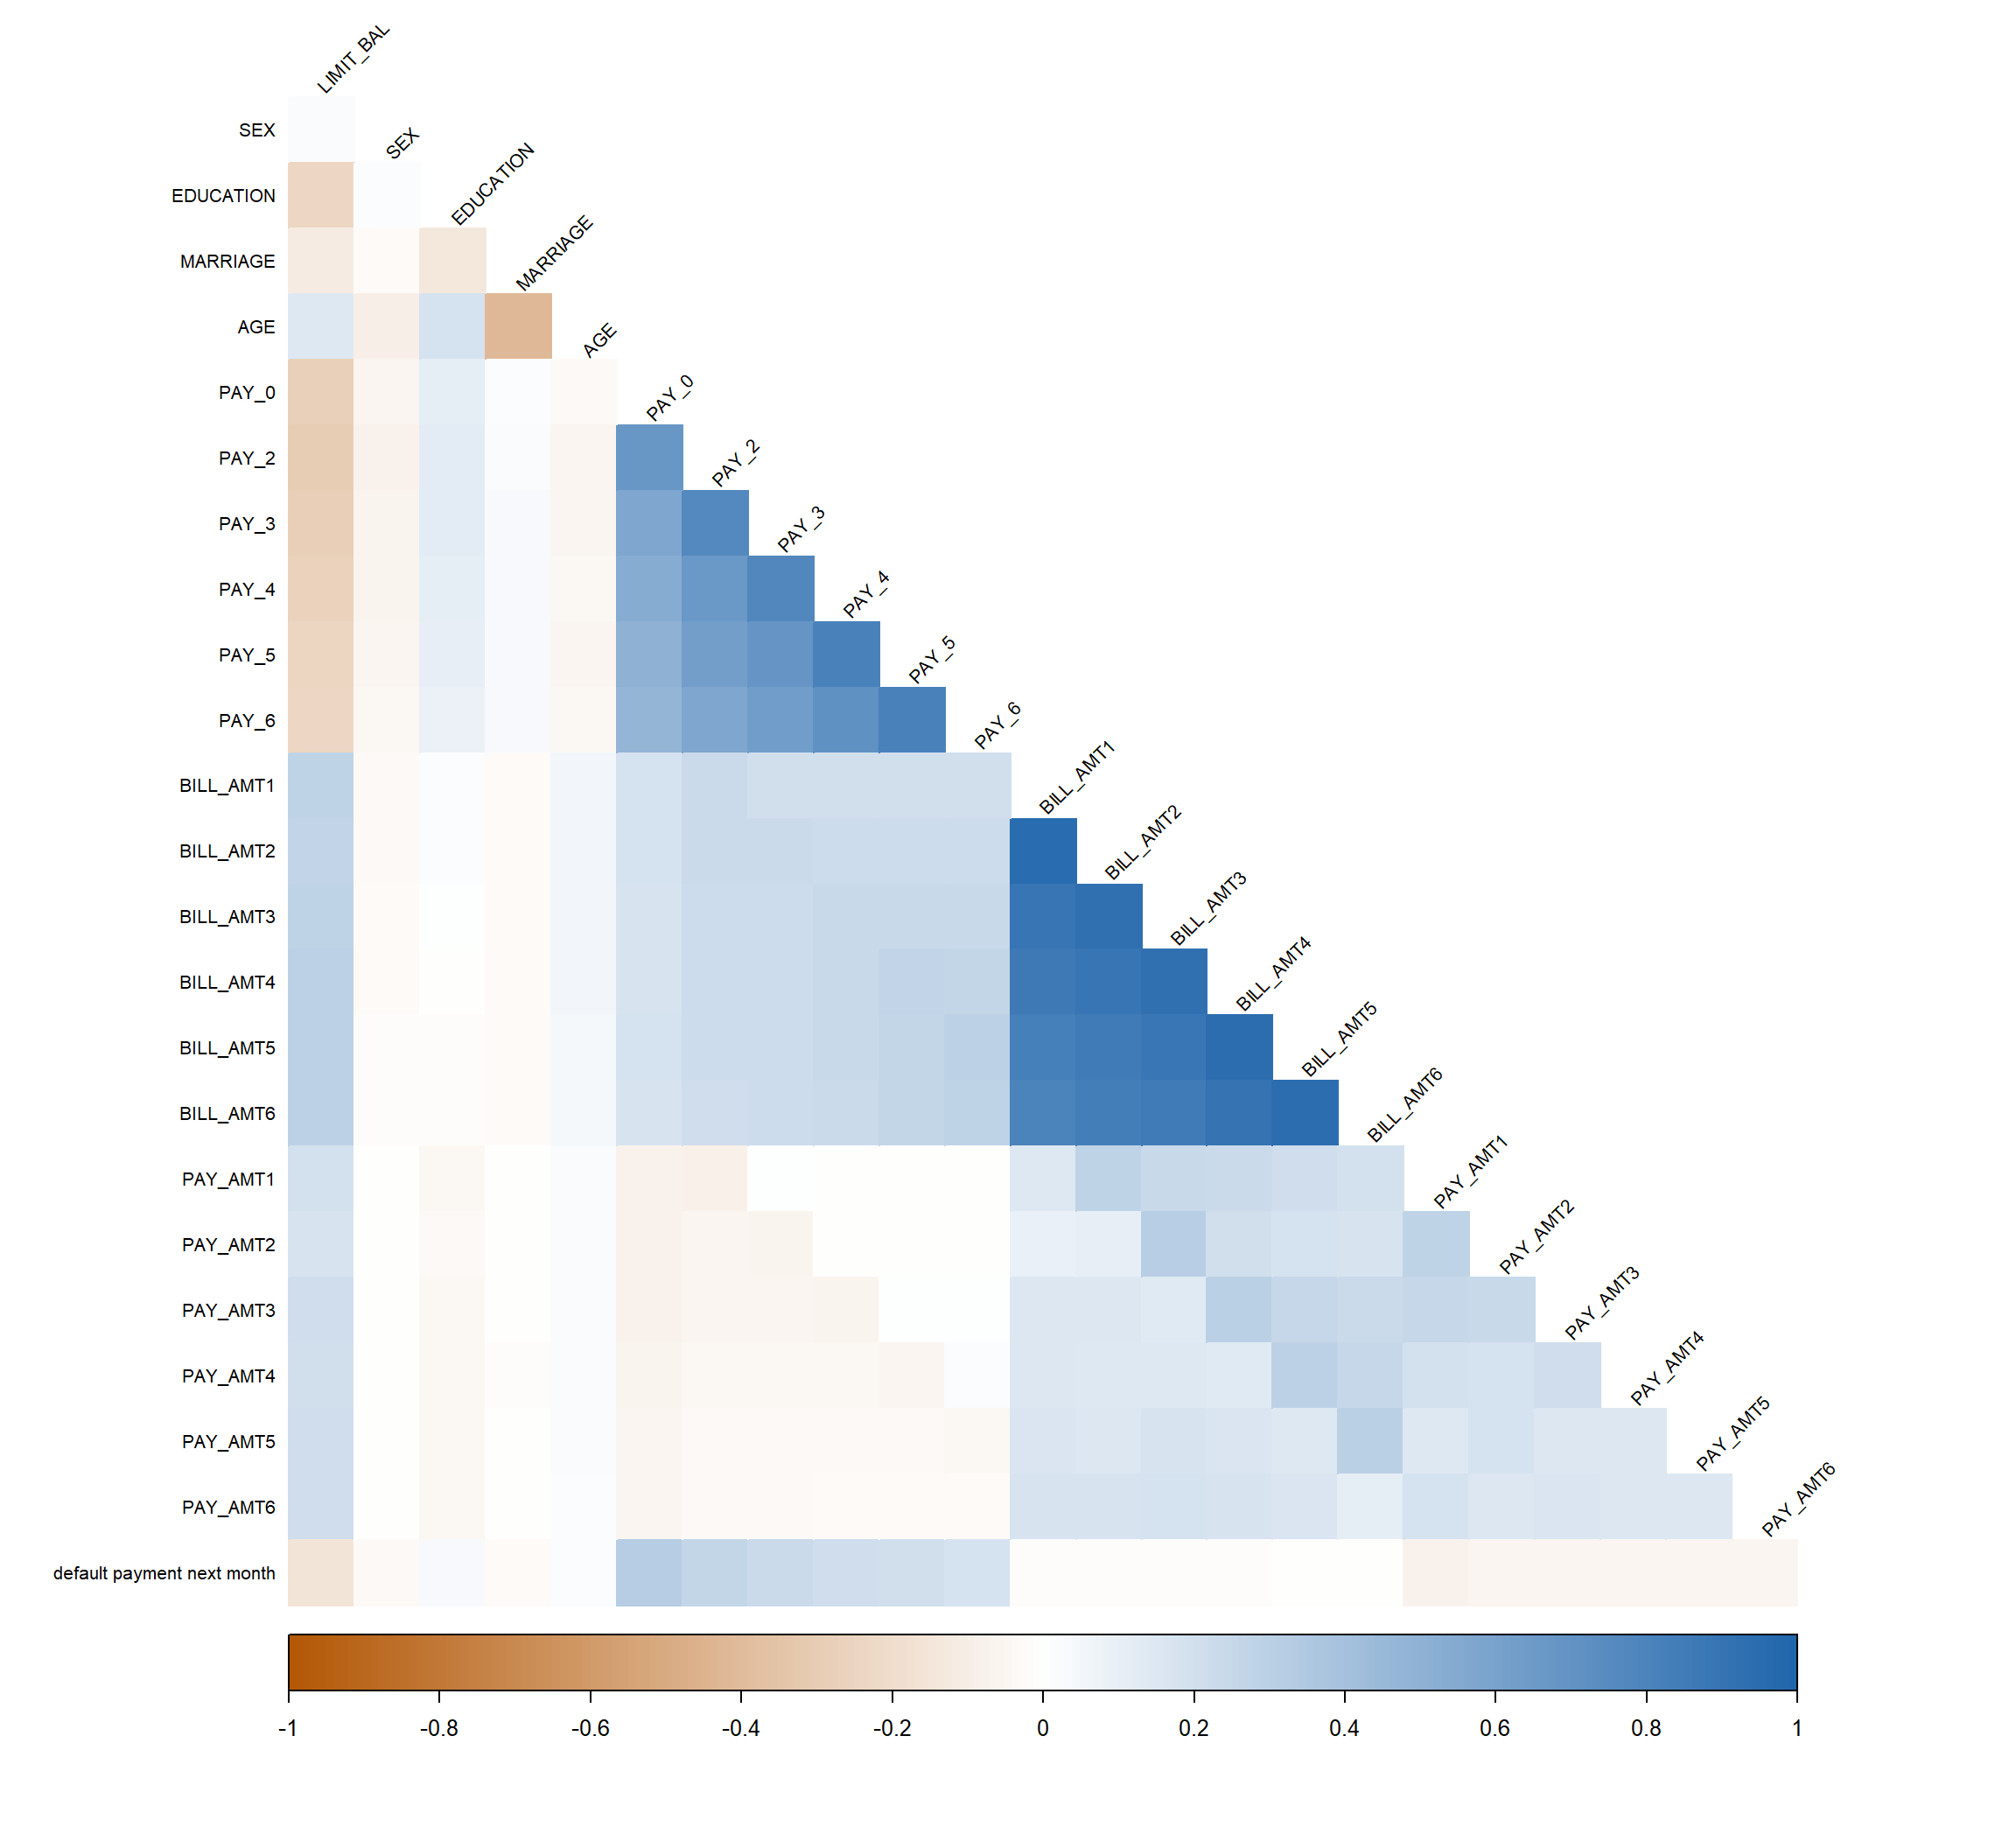 LIMIT_BAL
SEX
SEX
EDUCATION
EDUCATION
MARRIAGE
MARRIAGE
AGE
AGE
PAY_0
PAY_0
PAY_2
PAY_2
PAY_3
PAY_3
PAY_4
PAY_4
PAY_5
PAY_5
PAY_6
PAY_6
BILL_AMT1
BILL_AMT1
BILL_AMT2
BILL_AMT2
BILL_AMT3
BILL_AMT3
BILL_AMT4
BILL_AMT4
BILL_AMT5
BILL_AMT5
BILL_AMT6
BILL_AMT6
PAY_AMT1
PAY_AMT1
PAY_AMT2
PAY_AMT2
PAY_AMT3
PAY_AMT3
PAY_AMT4
PAY_AMT4
PAY_AMT5
PAY_AMT5
PAY_AMT6
PAY_AMT6
default payment next month
-1 -0.8 -0.6 -0.4 -0.2 0 0.2 0.4 0.6 0.8 1